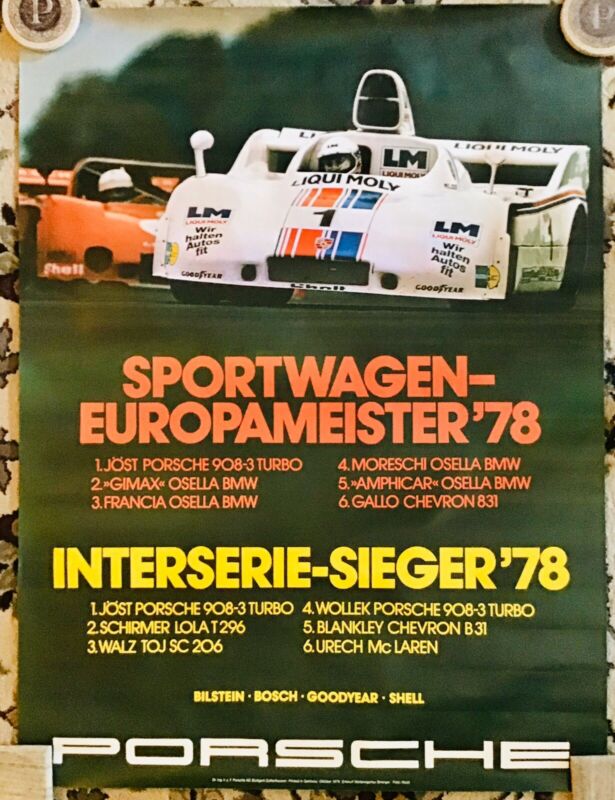 P
P
LIQUI MOLY
LM
LIQUI MOLY
LIQUI MOLY
1
LM
LIQUI MOLY
Wir
halten
Autos
fit
LM
LIQUI MOLY
Wir
halten
Autos
fit
Shell
GOODYEAR
GOODYEAR
Shell
SPORTWAGEN–
EUROPAMEISTER'78
1. JÖST PORSCHE 908-3 TURBO
2. »GIMAX« OSELLA BMW
3. FRANCIA OSELLA BMW
4. MORESCHI OSELLA BMW
5. »AMPHICAR« OSELLA BMW
6. GALLO CHEVRON 831
INTERSERIE-SIEGER'78
1. JÖST PORSCHE 908-3 TURBO
2. SCHIRMER LOLA T 296
3. WALZ TOJ SC 206
4. WOLLEK PORSCHE 908-3 TURBO
5. BLANKLEY CHEVRON B 31
6. URECH Mc LAREN
BILSTEIN · BOSCH · GOODYEAR · SHELL
PORSCHE